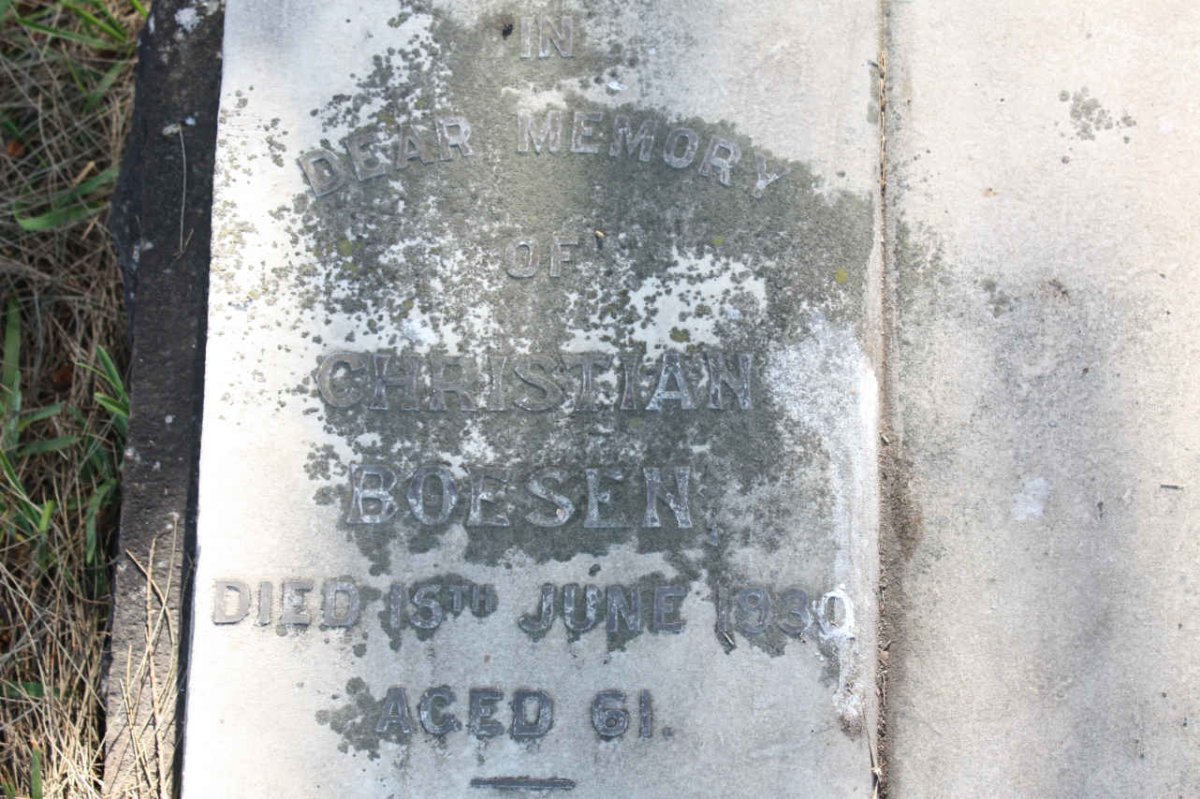 IN
DEAR MEMORY
OF
CHRISTIAN
BOESEN
DIED 15TH JUNE 1930
AGED 61.